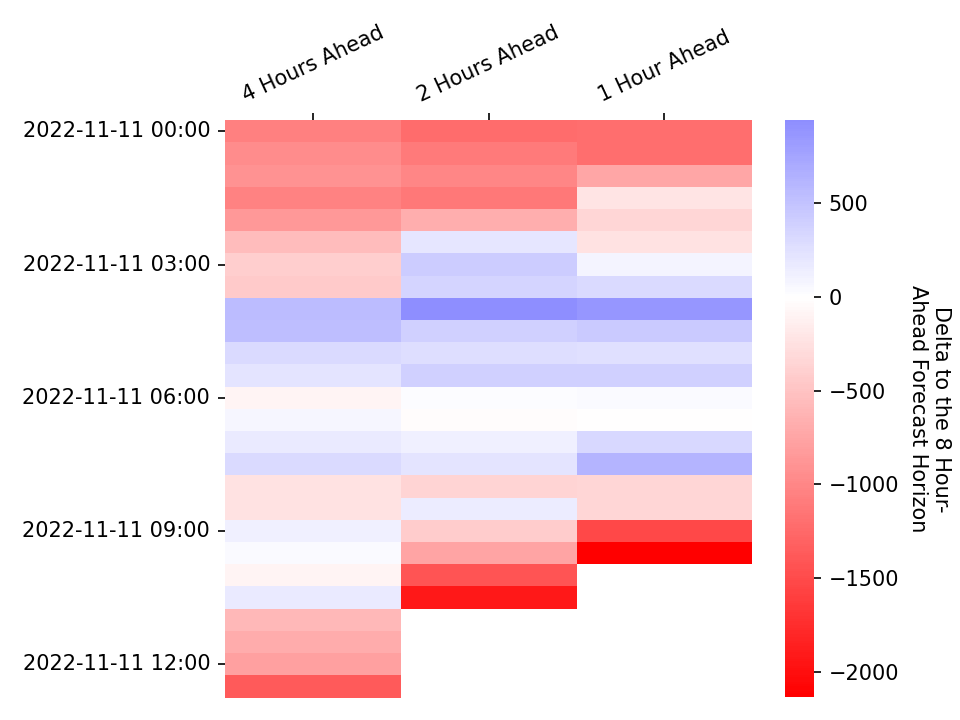 4 Hours Ahead
2 Hours Ahead
1 Hour Ahead
2022-11-11 00:00
2022-11-11 03:00
2022-11-11 06:00
2022-11-11 09:00
2022-11-11 12:00
500
0
−500
−1000
−1500
−2000
Delta to the 8 Hour-
Ahead Forecast Horizon